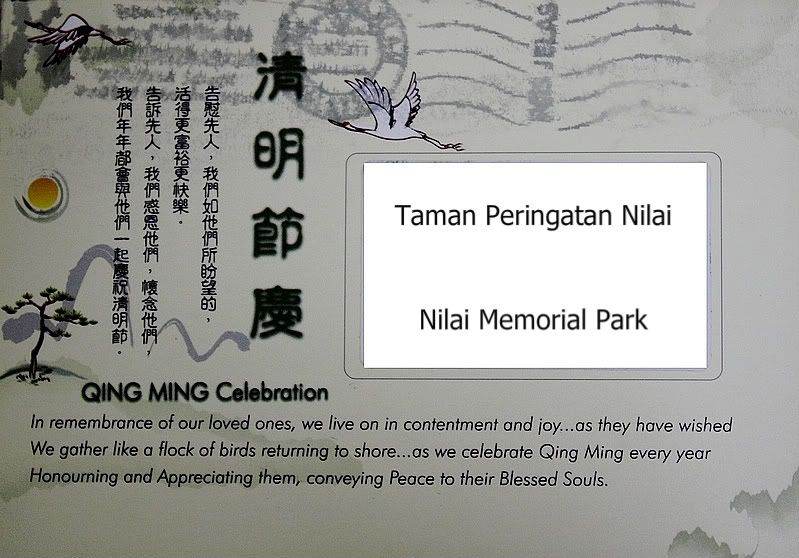 清明節慶
告慰先人，我們如他們所盼望的，
活得更富裕更快樂．
告訴先人，我們感恩他們，懷念他們，
我們年年都會與他們一起慶祝清明節．
Taman Peringatan Nilai
Nilai Memorial Park
QING MING Celebration
In remembrance of our loved ones, we live on in contentment and joy...as they have wished
We gather like a flock of birds returning to shore...as we celebrate Qing Ming every year
Honourning and Appreciating them, conveying Peace to their Blessed Souls.